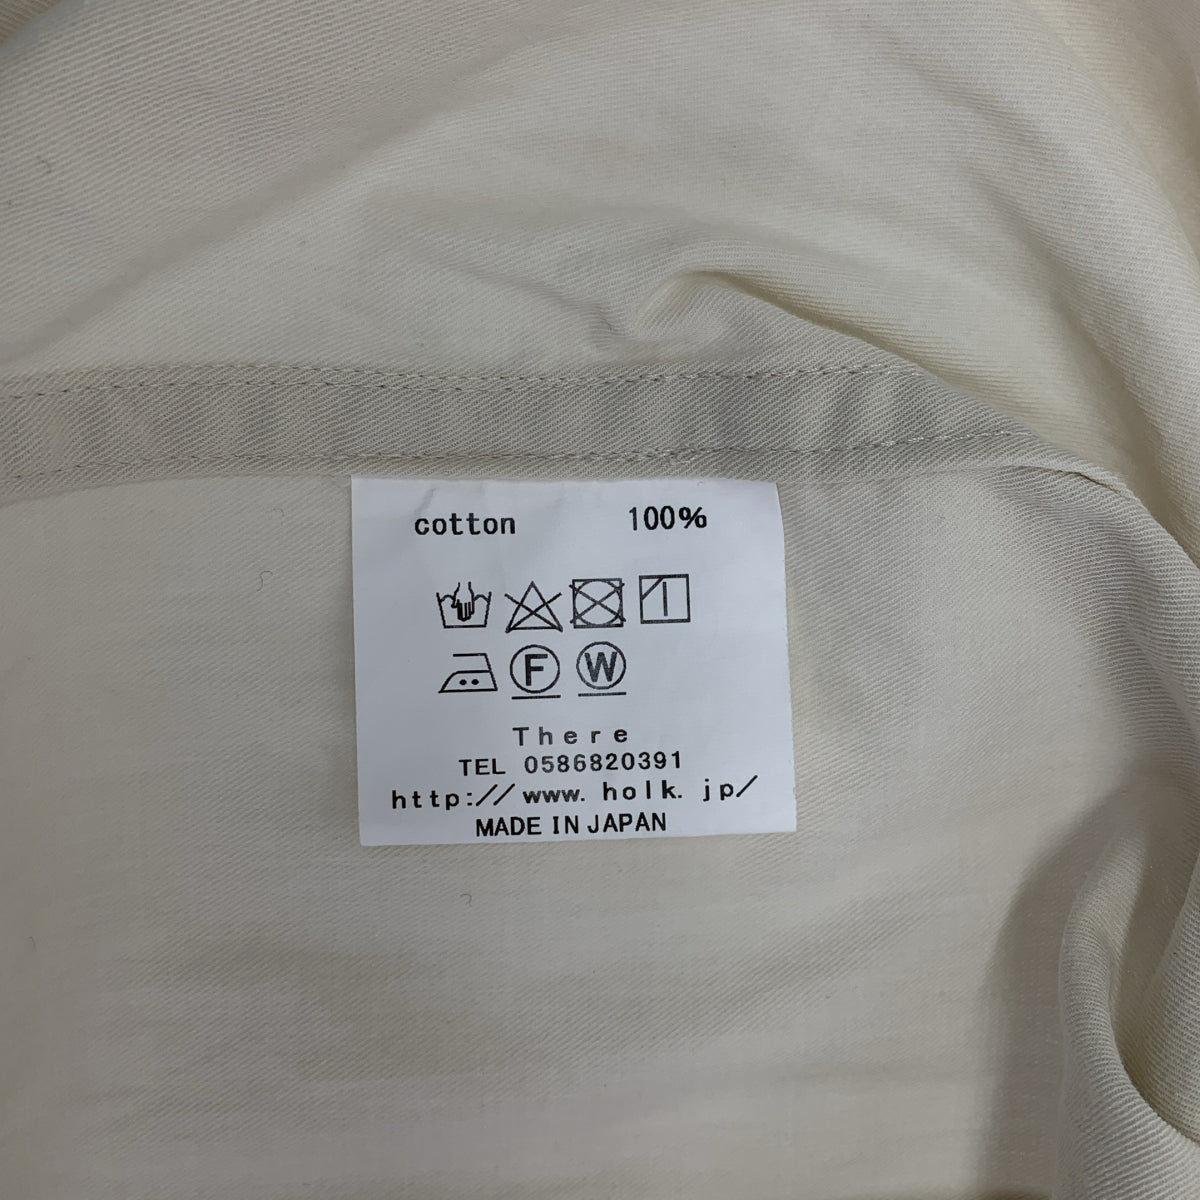 cotton 100%
F W
There
TEL 0586820391
http://www.holk.jp/
MADE IN JAPAN